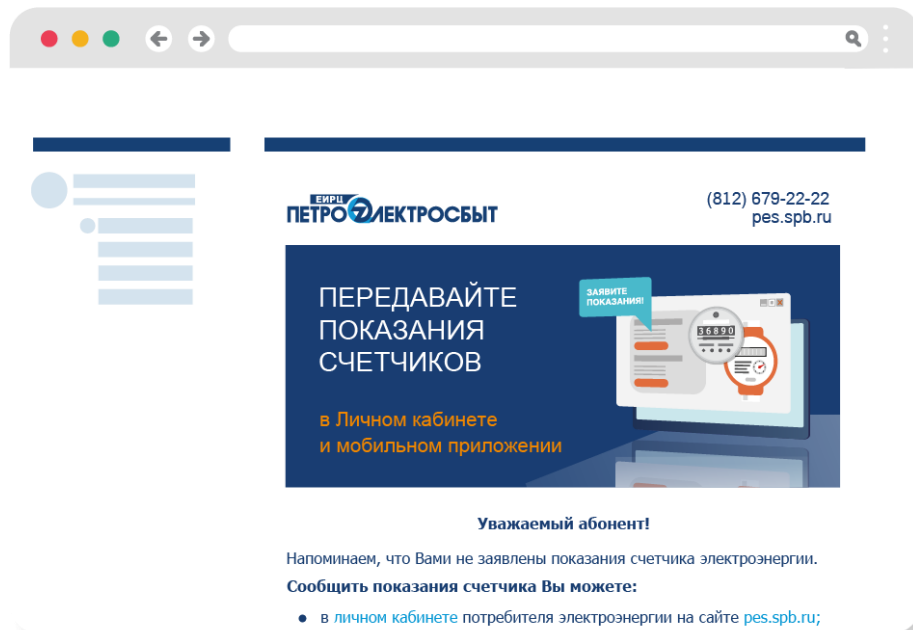 ЕИРЦ
ПЕТРОЭЛЕКТРОСБЫТ
(812) 679-22-22
pes.spb.ru
ПЕРЕДАВАЙТЕ
ПОКАЗАНИЯ
СЧЕТЧИКОВ
ЗАЯВИТЕ
ПОКАЗАНИЯ!
36890
в Личном кабинете
и мобильном приложении
Уважаемый абонент!
Напоминаем, что Вами не заявлены показания счетчика электроэнергии.
Сообщить показания счетчика Вы можете:
● в личном кабинете потребителя электроэнергии на сайте pes.spb.ru;